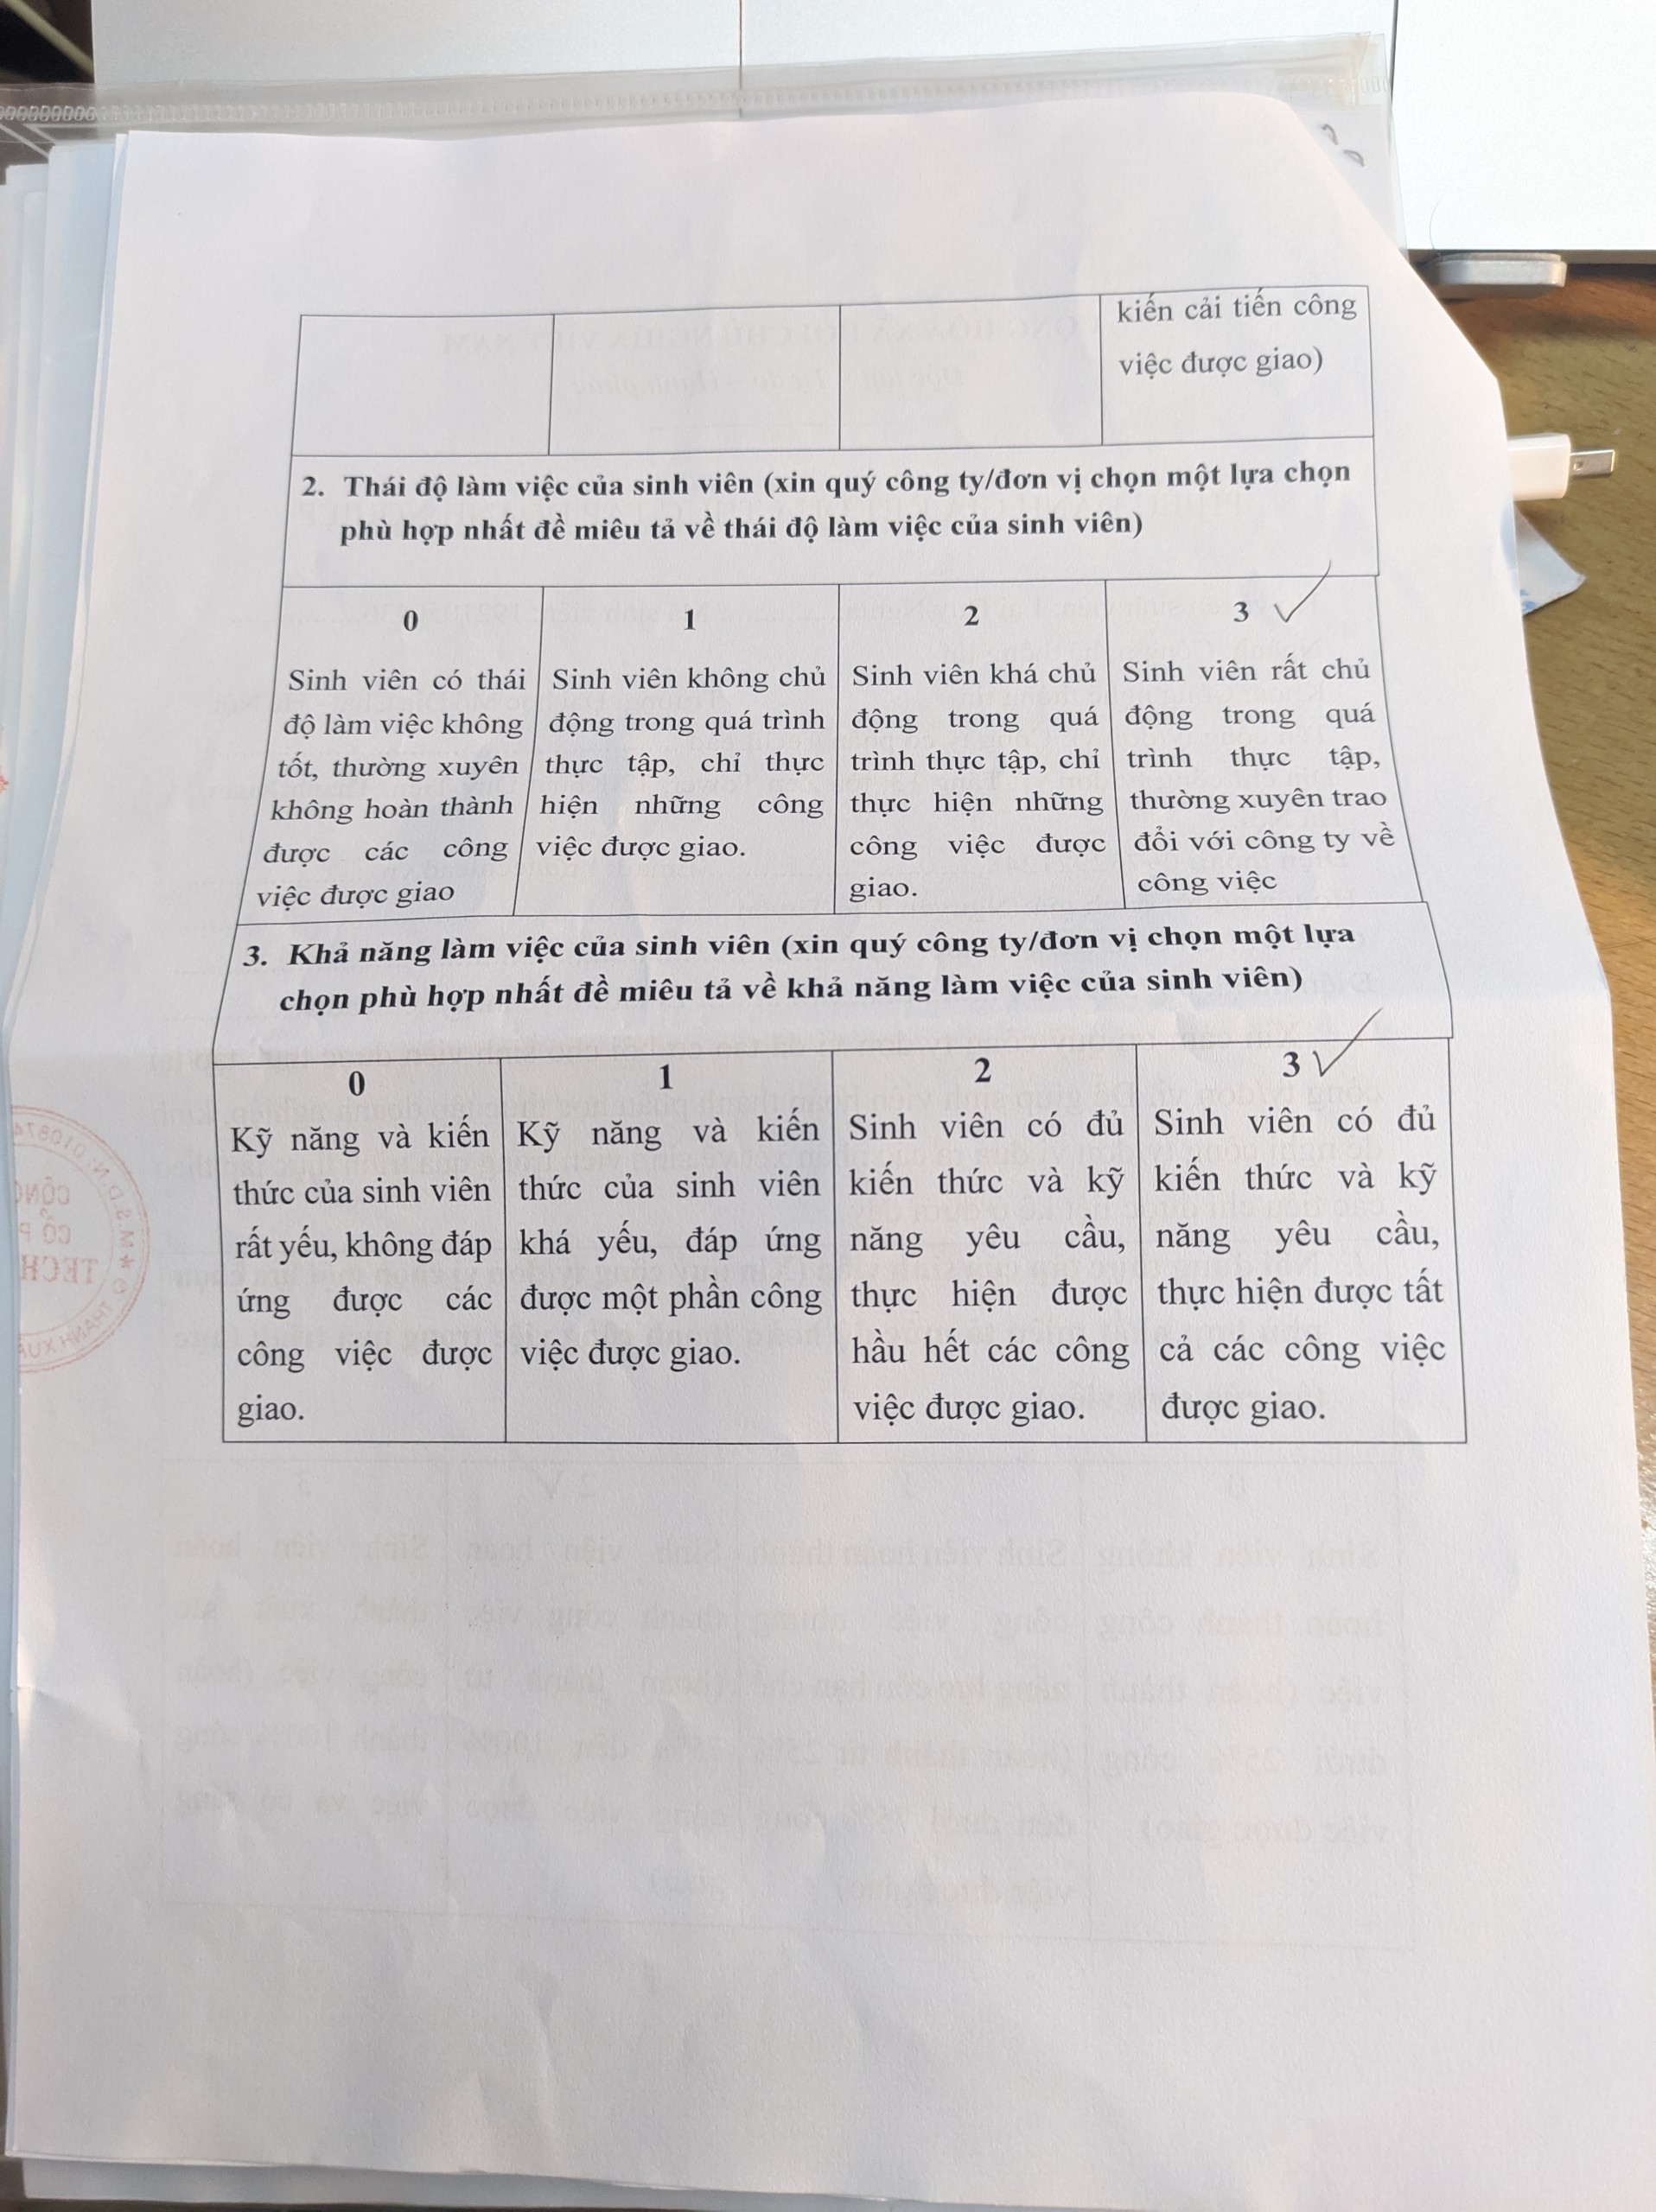 kiến cải tiến công
việc được giao)
2. Thái độ làm việc của sinh viên (xin quý công ty/đơn vị chọn một lựa chọn
phù hợp nhất đề miêu tả về thái độ làm việc của sinh viên)
0
Sinh viên có thái
độ làm việc không
tốt, thường xuyên
không hoàn thành
được các công
việc được giao
1
Sinh viên không chủ
động trong quá trình
thực tập, chỉ thực
hiện những công
việc được giao.
2
Sinh viên khá chủ
động trong quá
trình thực tập, chỉ
thực hiện những
công việc được
giao.
3 ✓
Sinh viên rất chủ
động trong quá
trình thực tập,
thường xuyên trao
đổi với công ty về
công việc
3. Khả năng làm việc của sinh viên (xin quý công ty/đơn vị chọn một lựa
chọn phù hợp nhất đề miêu tả về khả năng làm việc của sinh viên)
0
Kỹ năng và kiến
thức của sinh viên
rất yếu, không đáp
ứng được các
công việc được
giao.
1
Kỹ năng và kiến
thức của sinh viên
khá yếu, đáp ứng
được một phần công
việc được giao.
2
Sinh viên có đủ
kiến thức và kỹ
năng yêu cầu,
thực hiện được
hầu hết các công
việc được giao.
3 ✓
Sinh viên có đủ
kiến thức và kỹ
năng yêu cầu,
thực hiện được tất
cả các công việc
được giao.